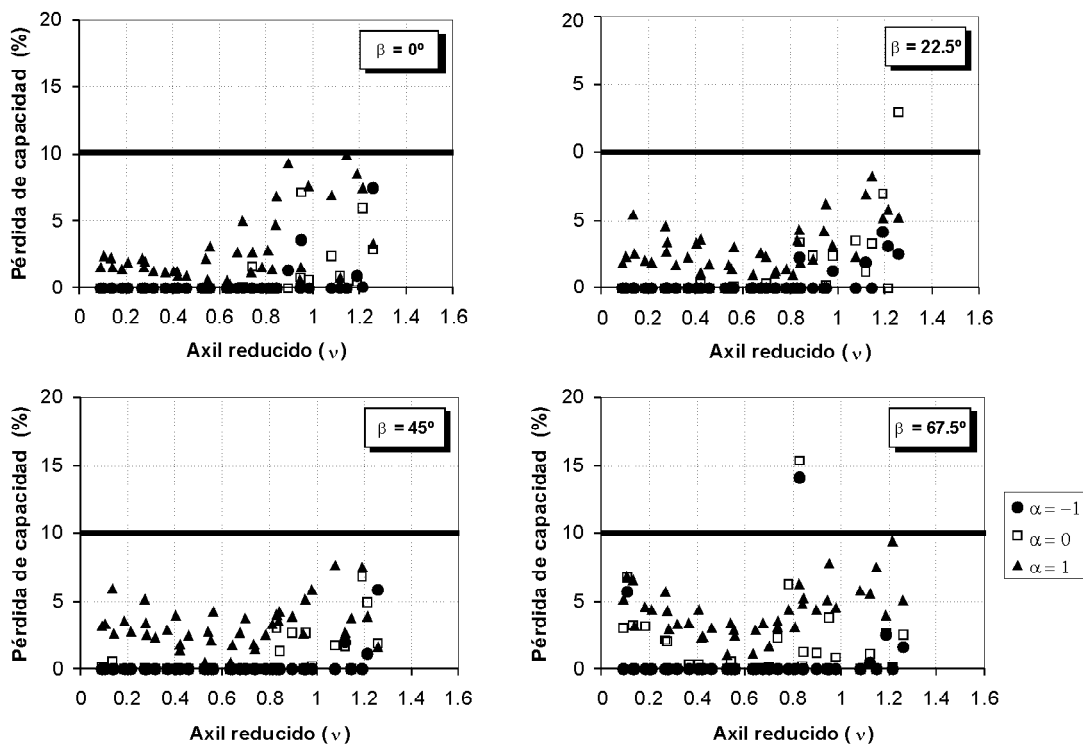 Pérdida de capacidad (%)
20
15
10
5
0
β = 0º
0 0.2 0.4 0.6 0.8 1 1.2 1.4 1.6
Axil reducido (ν)
20
5
0
5
0
β = 22.5º
0 0.2 0.4 0.6 0.8 1 1.2 1.4 1.6
Axil reducido (ν)
Pérdida de capacidad (%)
20
15
10
5
0
β = 45º
0 0.2 0.4 0.6 0.8 1 1.2 1.4 1.6
Axil reducido (ν)
Pérdida de capacidad (%)
20
15
10
5
0
β = 67.5º
0 0.2 0.4 0.6 0.8 1 1.2 1.4 1.6
Axil reducido (ν)
α = −1
α = 0
α = 1